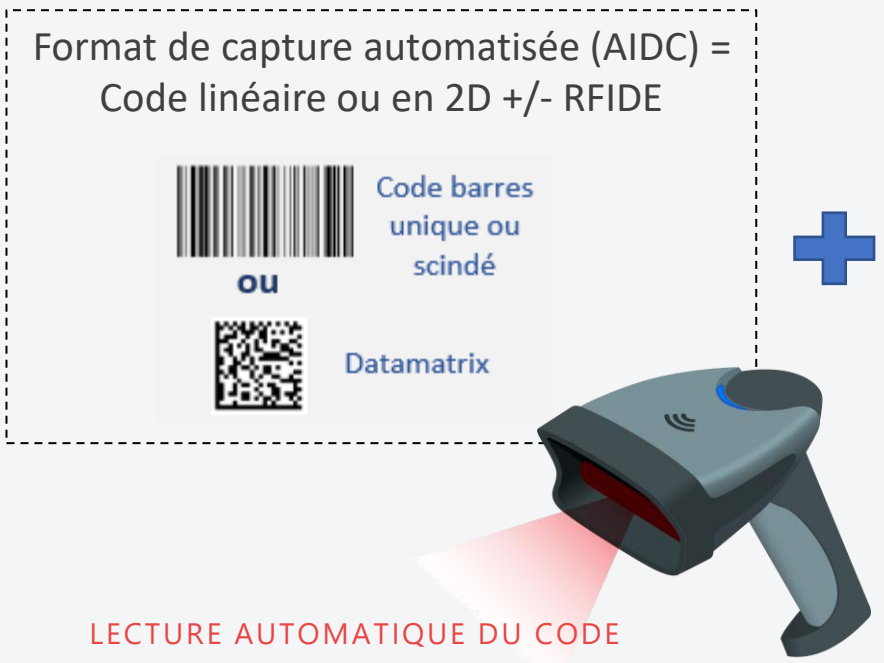 Format de capture automatisée (AIDC) =
Code linéaire ou en 2D +/- RFIDE
Code barres
unique ou
scindé
ou
Datamatrix
LECTURE AUTOMATIQUE DU CODE